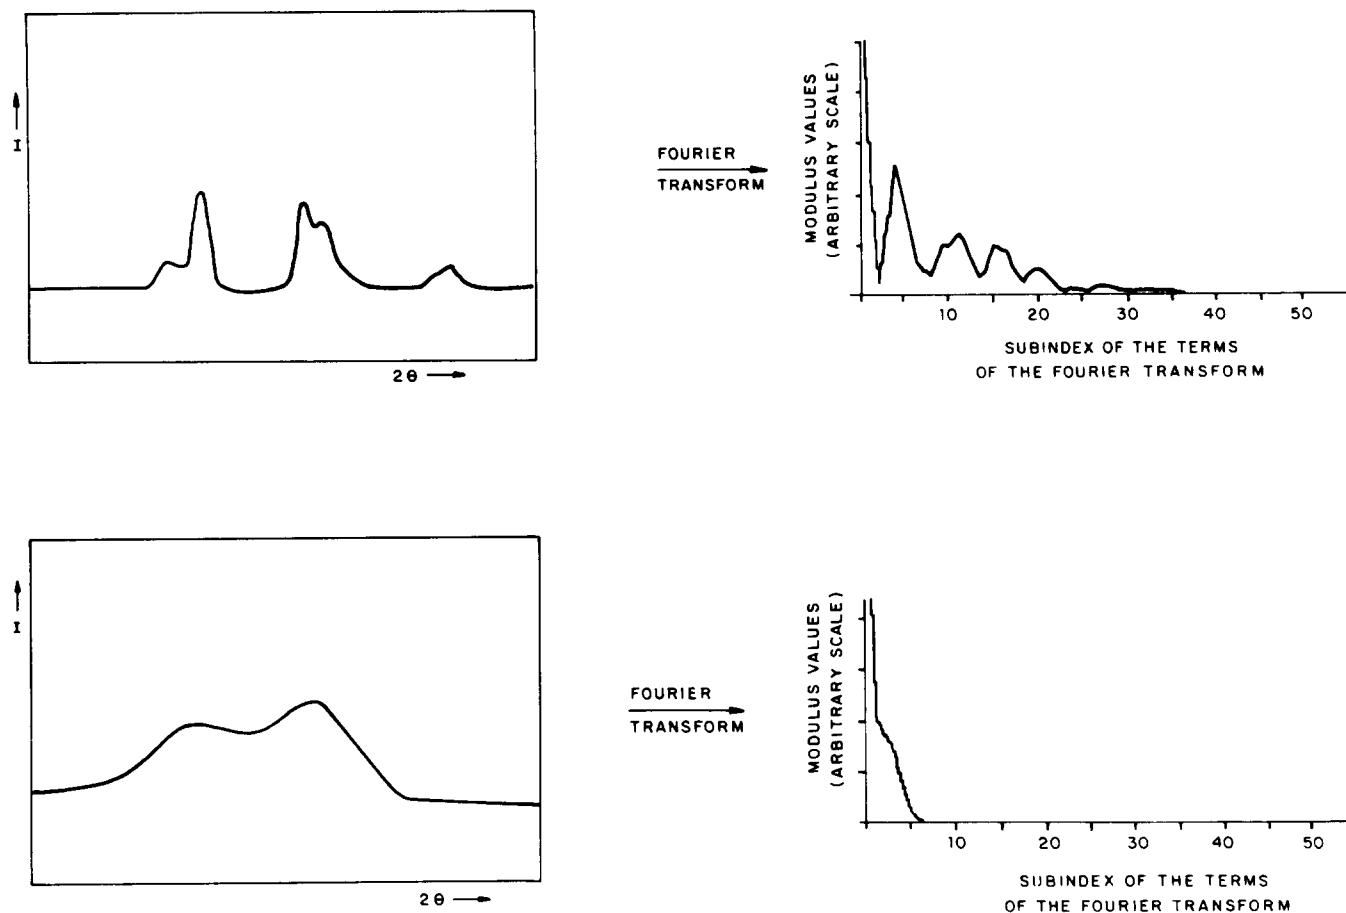 I
2θ
FOURIER
TRANSFORM
MODULUS VALUES
(ARBITRARY SCALE)
10 20 30 40 50
SUBINDEX OF THE TERMS
OF THE FOURIER TRANSFORM
I
2θ
FOURIER
TRANSFORM
MODULUS VALUES
(ARBITRARY SCALE)
10 20 30 40 50
SUBINDEX OF THE TERMS
OF THE FOURIER TRANSFORM